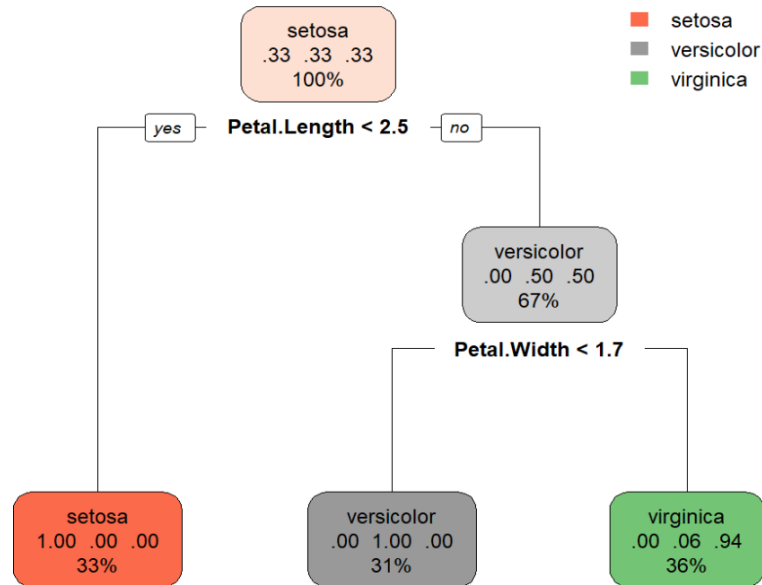 setosa
.33 .33 .33
100%
setosa
versicolor
virginica
yes
Petal.Length < 2.5
no
versicolor
.00 .50 .50
67%
Petal.Width < 1.7
setosa
1.00 .00 .00
33%
versicolor
.00 1.00 .00
31%
virginica
.00 .06 .94
36%